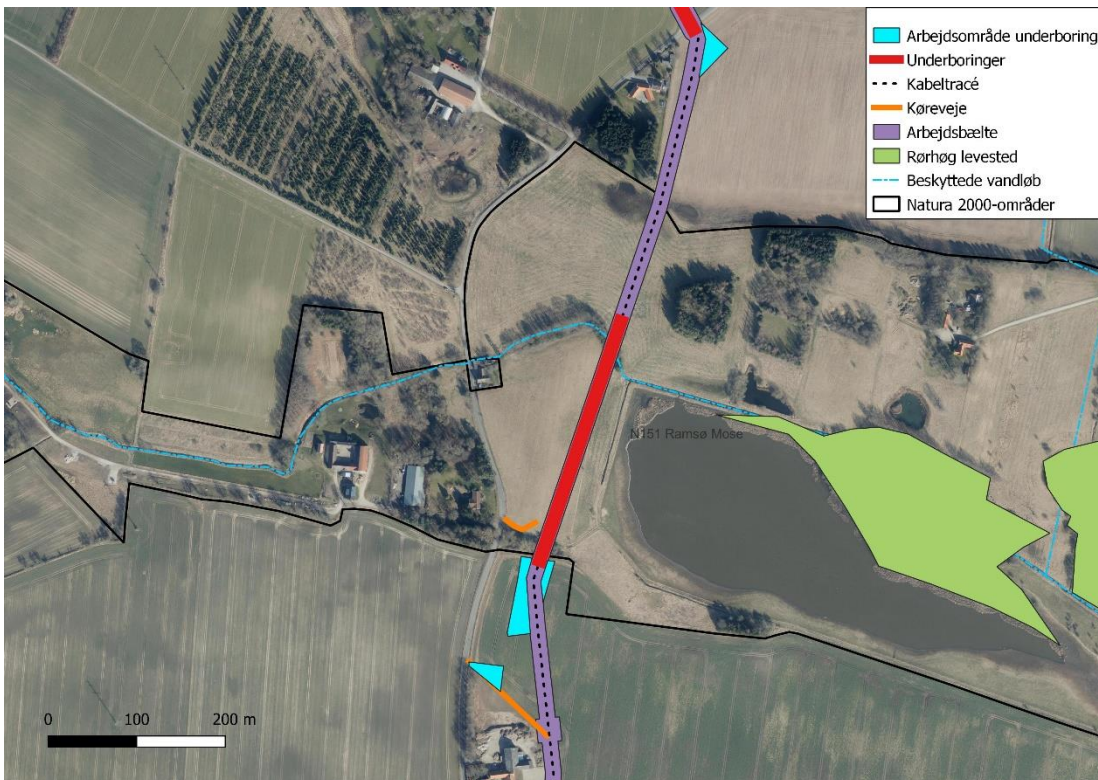 Arbejdsområde underboring
Underboringer
Kabeltracé
Køreveje
Arbejdsbælte
Rørhøg levested
Beskyttede vandløb
Natura 2000-områder
N151 Ramsø Mose
0 100 200 m